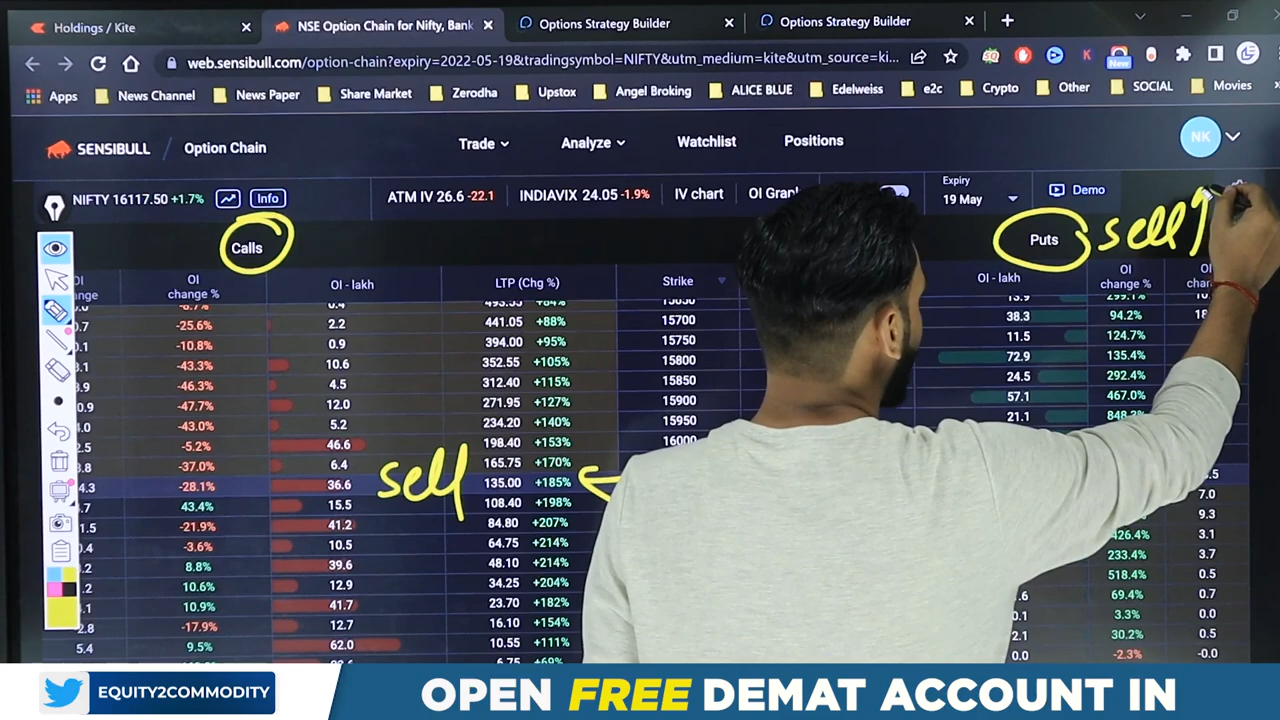 Holdings / Kite
NSE Option Chain for Nifty, Bank
Options Strategy Builder
Options Strategy Builder
web.sensibull.com/option-chain?expiry=2022-05-19&tradingsymbol=NIFTY&utm_medium=kite&utm_source=ki...
New
Apps News Channel News Paper Share Market Zerodha Upstox Angel Broking ALICE BLUE Edelweiss e2c Crypto Other SOCIAL Movies
SENSIBULL / Option Chain Trade Analyze Watchlist Positions NK
NIFTY 16117.50 +1.7% Info ATM IV 26.6 -22.1 INDIAVIX 24.05 -1.9% IV chart OI Expiry Demo
19 May
Calls Puts sell
OI change % OI - lakh LTP (Chg %) Strike OI - lakh OI change % OI
-25.6% 2.2 441.05 +88% 15700 38.3 94.2%
-10.8% 0.9 394.00 +95% 15750 11.5 124.7%
-43.3% 10.6 352.55 +105% 15800 72.9 135.4%
-46.3% 4.5 312.40 +115% 15850 24.5 292.4%
-47.7% 12.0 271.95 +127% 15900 57.1 467.0%
-43.0% 5.2 234.20 +140% 15950 21.1
-5.2% 46.6 198.40 +153% 16000
-37.0% 6.4 165.75 +170%
sell
-28.1% 36.6 135.00 +185%
43.4% 15.5 108.40 +198% 7.0
-21.9% 41.2 84.80 +207% 9.3
-3.6% 10.5 64.75 +214% 426.4% 3.1
8.8% 39.6 48.10 +214% 233.4% 3.7
10.6% 12.9 34.25 +204% 518.4% 0.5
10.9% 41.7 23.70 +182% 69.4% 0.7
-17.9% 12.7 16.10 +154% 3.3% 0.0
5.4 9.5% 62.0 10.55 +111% 30.2% 0.5
6.75 +69% 0.0 -2.3% -0.0
EQUITY2COMMODITY
OPEN FREE DEMAT ACCOUNT IN